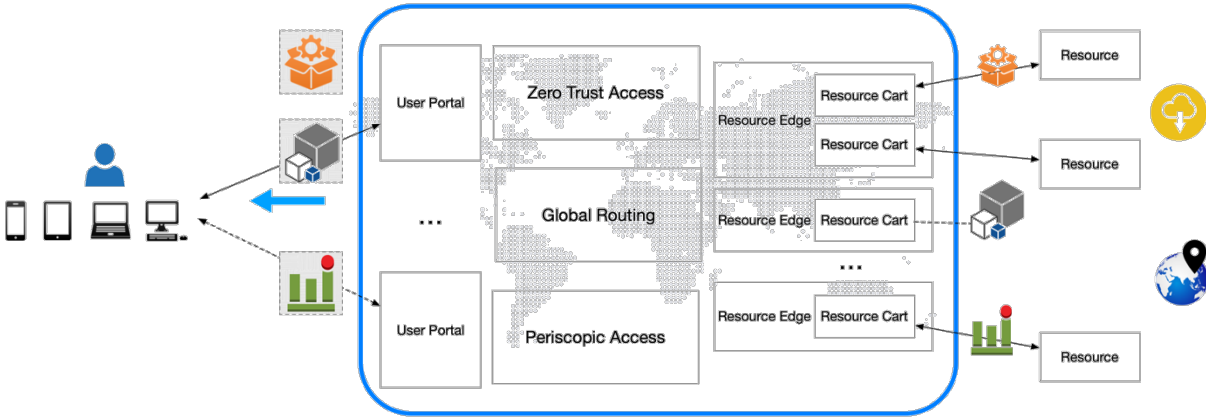 User Portal
...
User Portal
Zero Trust Access
Global Routing
Periscopic Access
Resource Edge
Resource Cart
Resource Cart
Resource Edge
Resource Cart
...
Resource Edge
Resource Cart
Resource
Resource
Resource